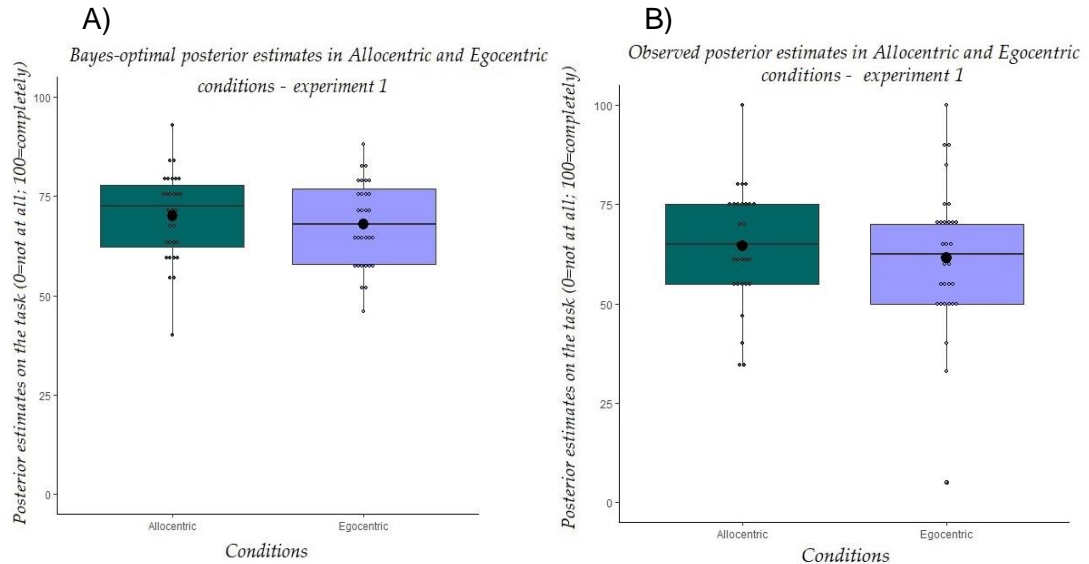 A)
Bayes-optimal posterior estimates in Allocentric and Egocentric
conditions - experiment 1
Posterior estimates on the task (0=not at all; 100=completely)
100
75
50
25
0
Allocentric
Egocentric
Conditions
B)
Observed posterior estimates in Allocentric and Egocentric
conditions - experiment 1
Posterior estimates on the task (0=not at all; 100=completely)
100
75
50
25
0
Allocentric
Egocentric
Conditions